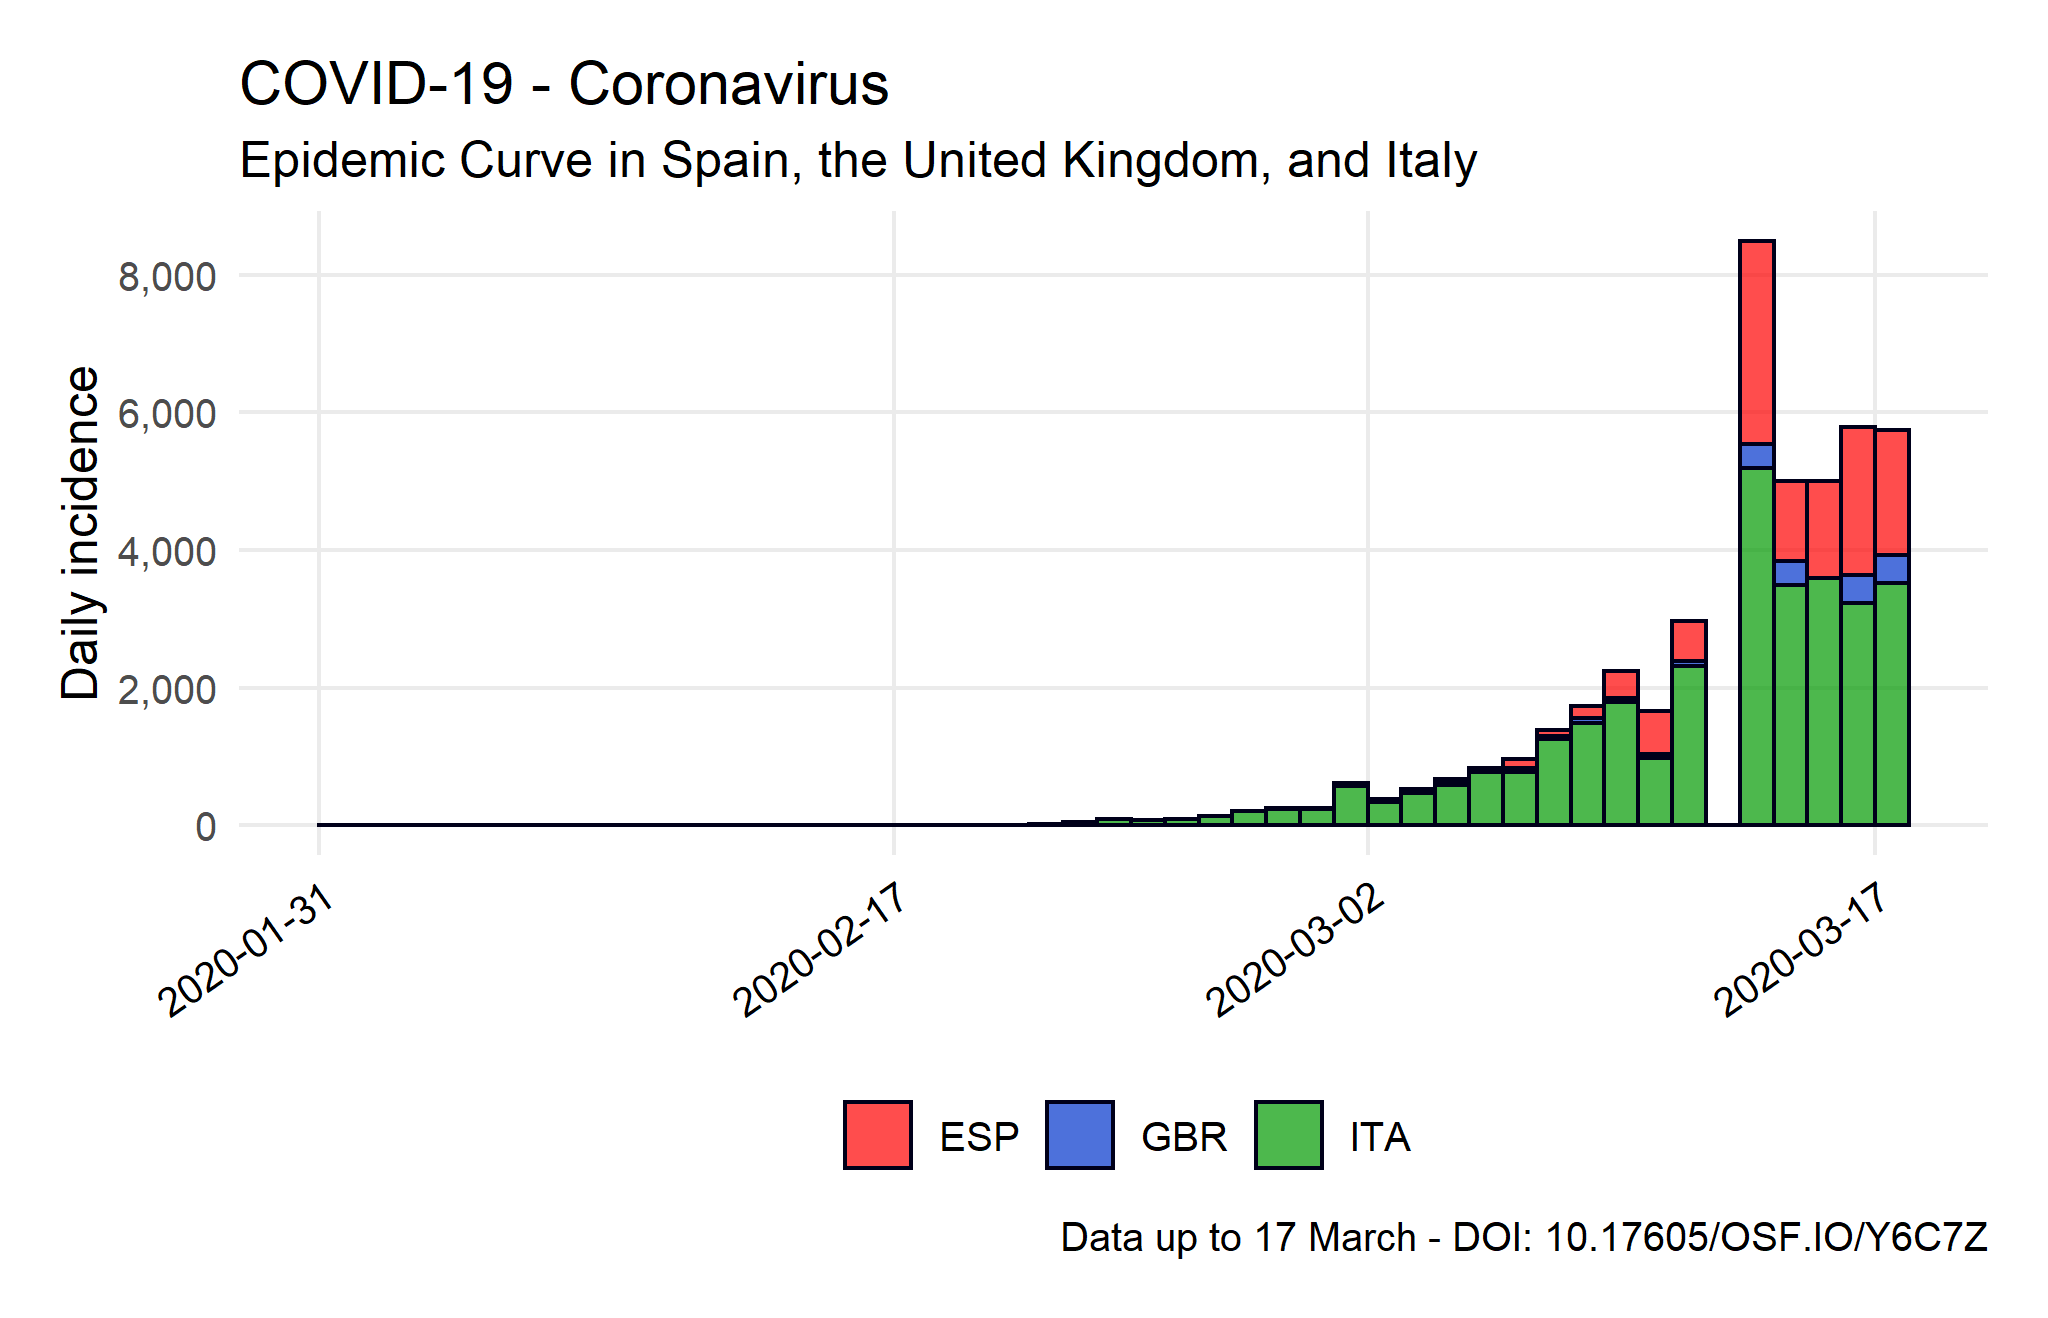 COVID-19 - Coronavirus
Epidemic Curve in Spain, the United Kingdom, and Italy
Daily incidence
8,000
6,000
4,000
2,000
0
2020-01-31
2020-02-17
2020-03-02
2020-03-17
ESP
GBR
ITA
Data up to 17 March - DOI: 10.17605/OSF.IO/Y6C7Z